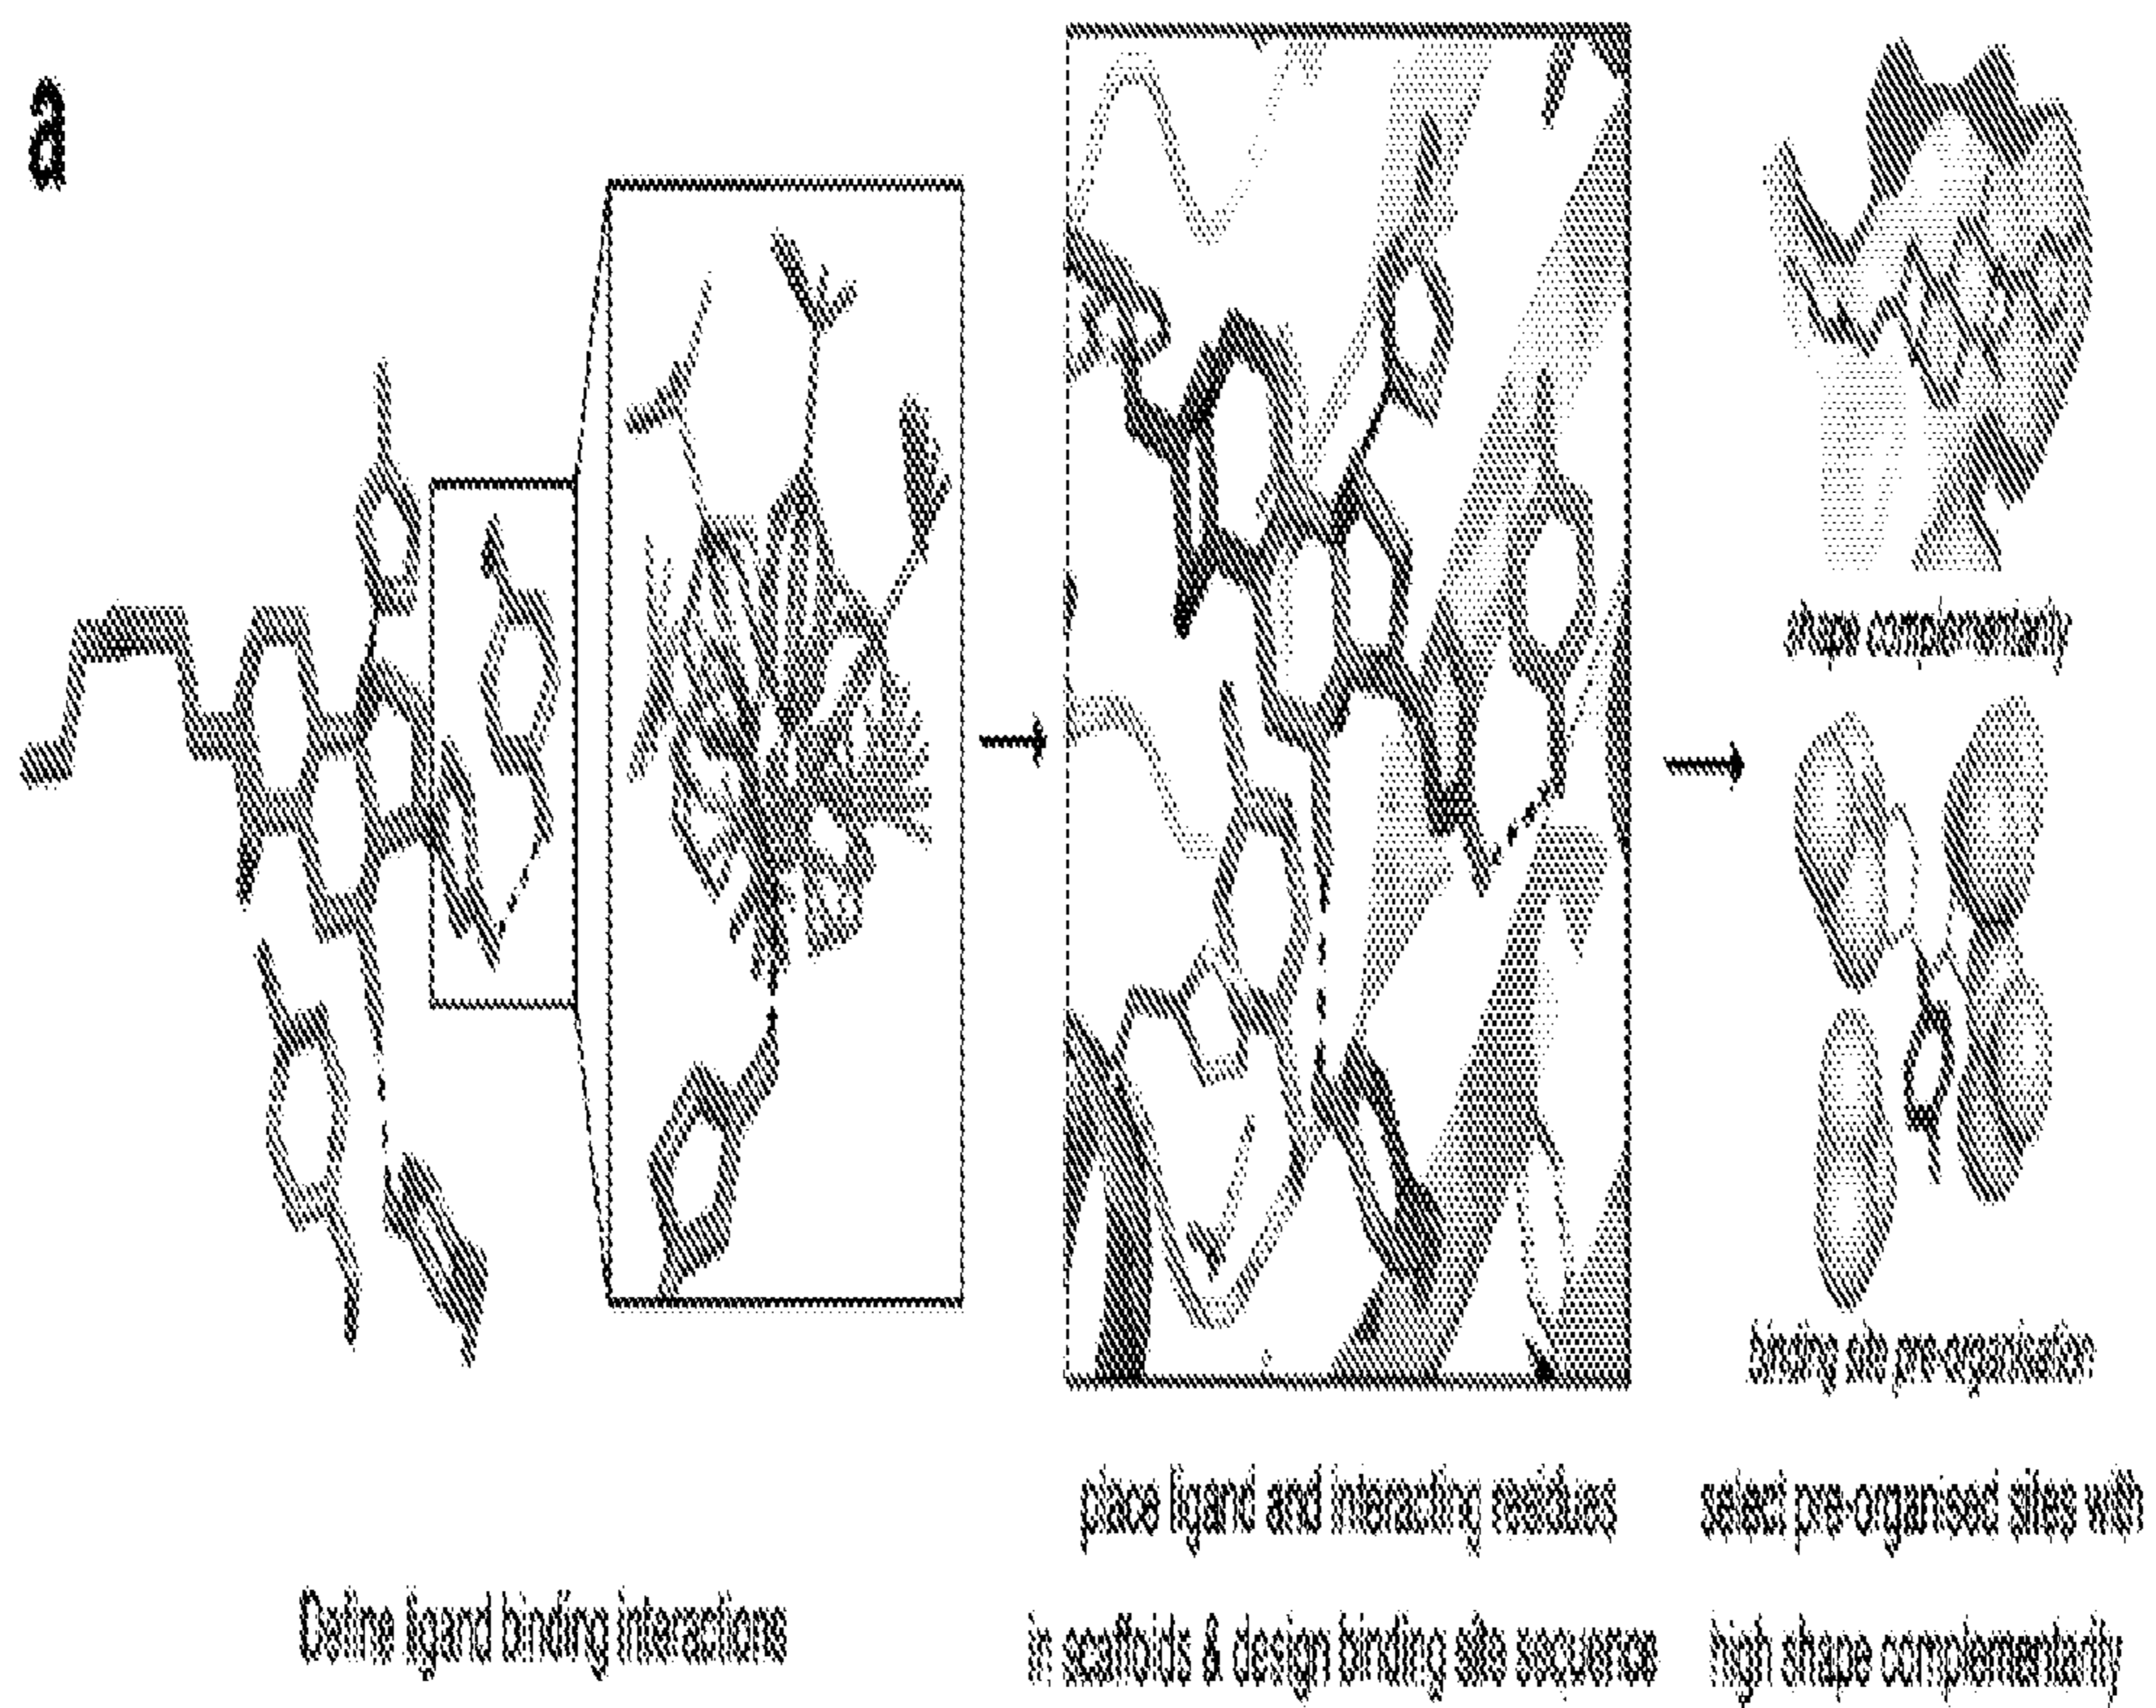 a
shape complementarity
binding site pre-organisation
Define ligand binding interactions
place ligand and interacting residues
in scaffolds & design binding site sequence
select pre-organised sites with
high shape complementarity